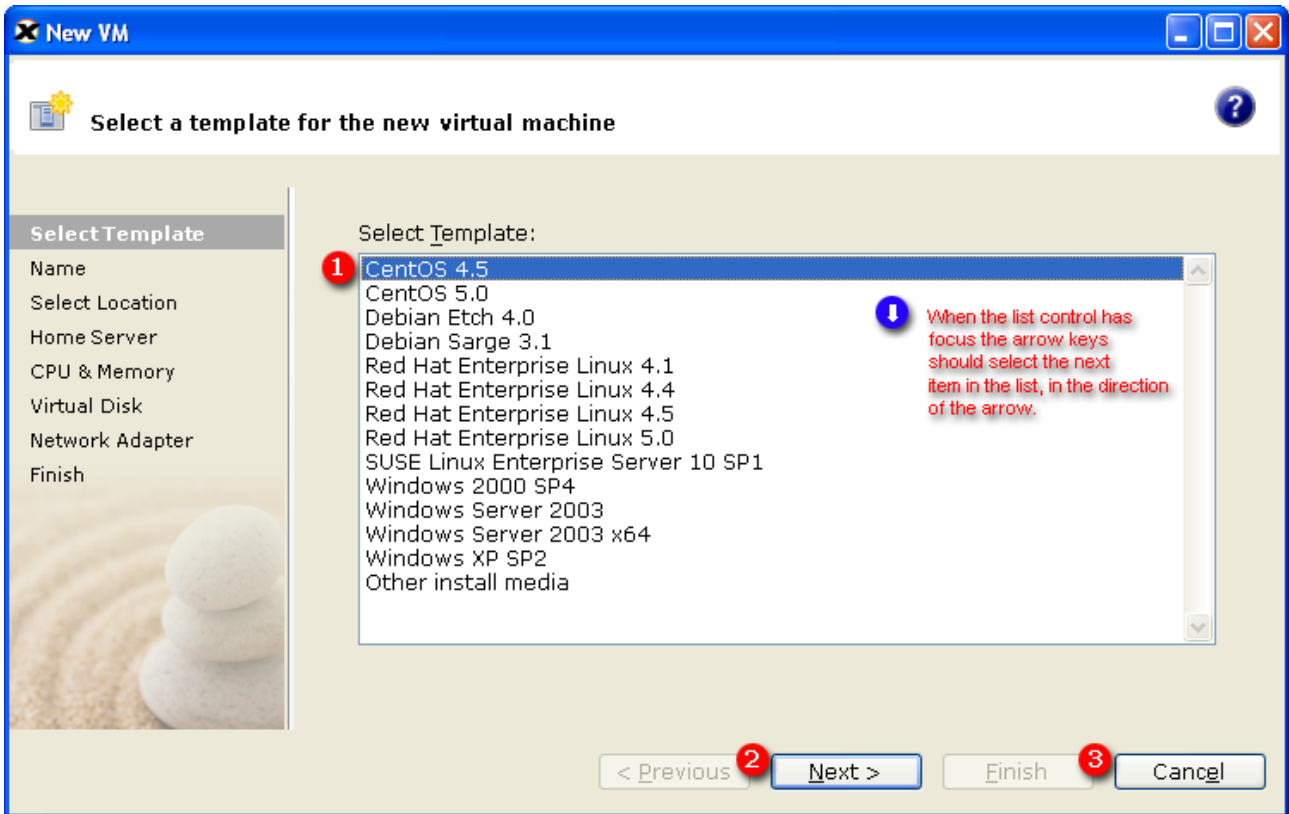 New VM
Select a template for the new virtual machine
?
Select Template
Name
Select Location
Home Server
CPU & Memory
Virtual Disk
Network Adapter
Finish
Select Template:
1
CentOS 4.5
CentOS 5.0
Debian Etch 4.0
Debian Sarge 3.1
Red Hat Enterprise Linux 4.1
Red Hat Enterprise Linux 4.4
Red Hat Enterprise Linux 4.5
Red Hat Enterprise Linux 5.0
SUSE Linux Enterprise Server 10 SP1
Windows 2000 SP4
Windows Server 2003
Windows Server 2003 x64
Windows XP SP2
Other install media
When the list control has
focus the arrow keys
should select the next
item in the list, in the direction
of the arrow.
< Previous
2
Next >
Finish
3
Cancel